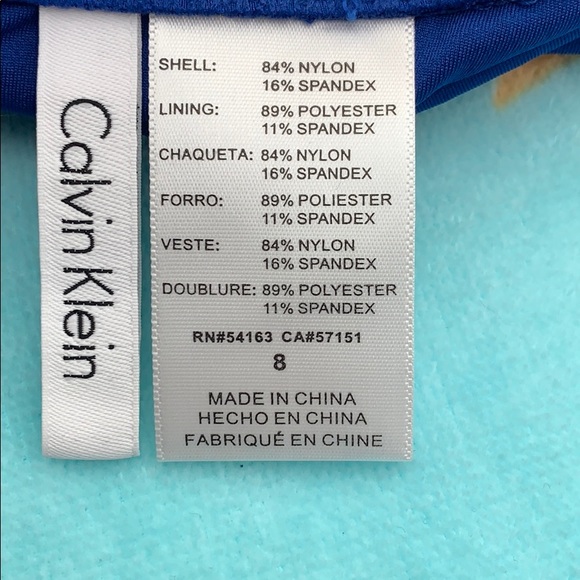 Calvin Klein
SHELL: 84% NYLON
16% SPANDEX
LINING: 89% POLYESTER
11% SPANDEX
CHAQUETA: 84% NYLON
16% SPANDEX
FORRO: 89% POLIESTER
11% SPANDEX
VESTE: 84% NYLON
16% SPANDEX
DOUBLURE: 89% POLYESTER
11% SPANDEX
RN#54163 CA#57151
8
MADE IN CHINA
HECHO EN CHINA
FABRIQUÉ EN CHINE